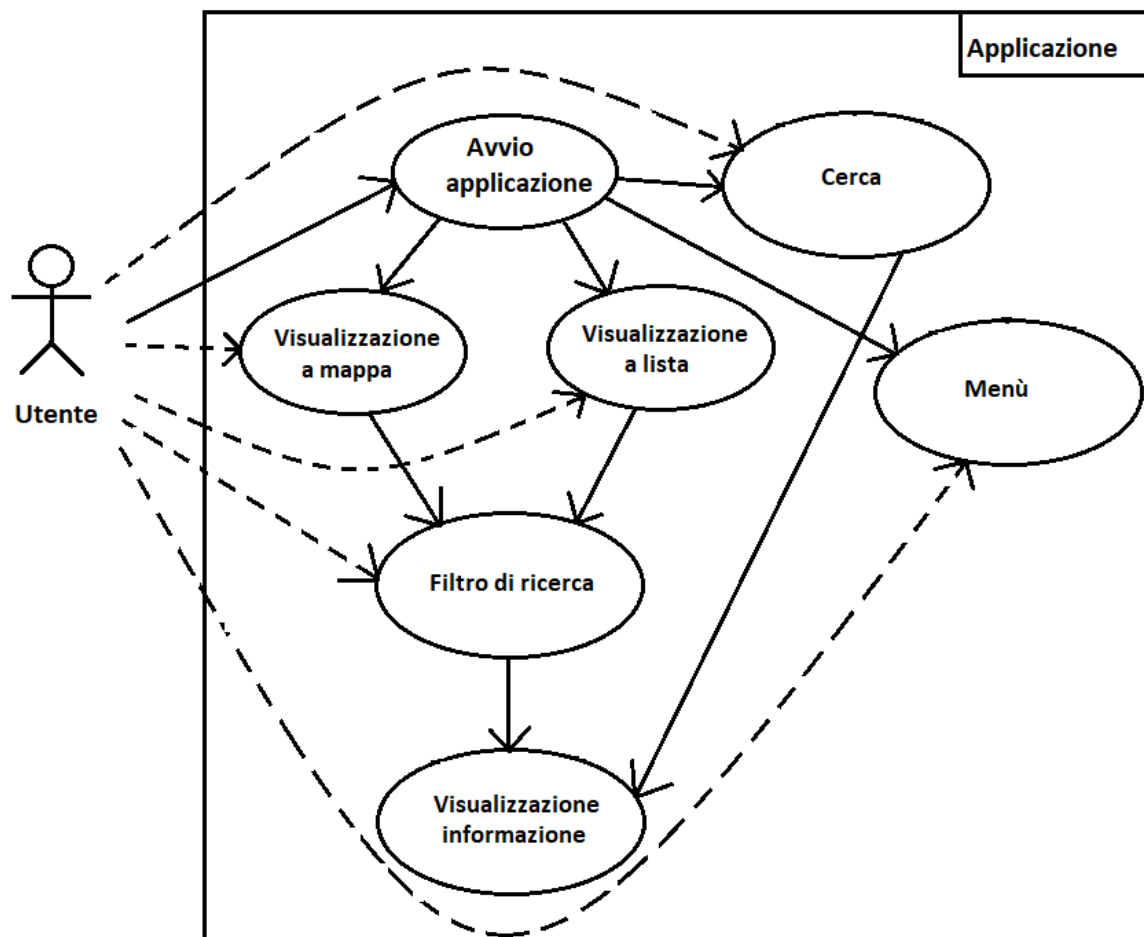 Applicazione
Avvio
applicazione
Cerca
Visualizzazione
a mappa
Visualizzazione
a lista
Menù
Utente
Filtro di ricerca
Visualizzazione
informazione